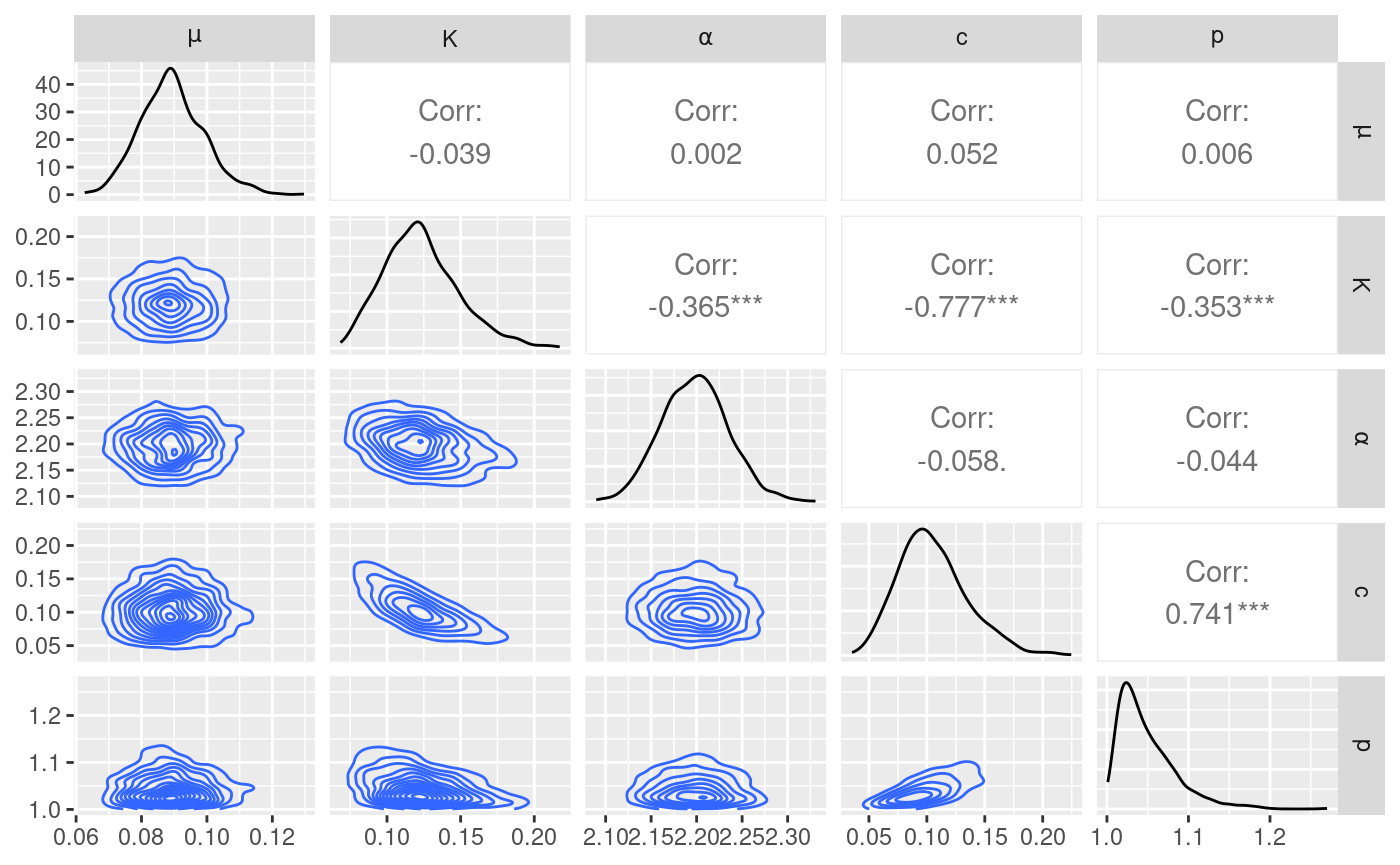 μ K α c p
40
30
20
10
0
Corr:
-0.039
Corr:
0.002
Corr:
0.052
Corr:
0.006
μ
0.20
0.15
0.10
Corr:
-0.365***
Corr:
-0.777***
Corr:
-0.353***
K
2.30
2.25
2.20
2.15
2.10
Corr:
-0.058.
Corr:
-0.044
α
0.20
0.15
0.10
0.05
Corr:
0.741***
c
1.2
1.1
1.0
p
0.06 0.08 0.10 0.12 0.10 0.15 0.20 2.10 2.15 2.20 2.25 2.30 0.05 0.10 0.15 0.20 1.0 1.1 1.2